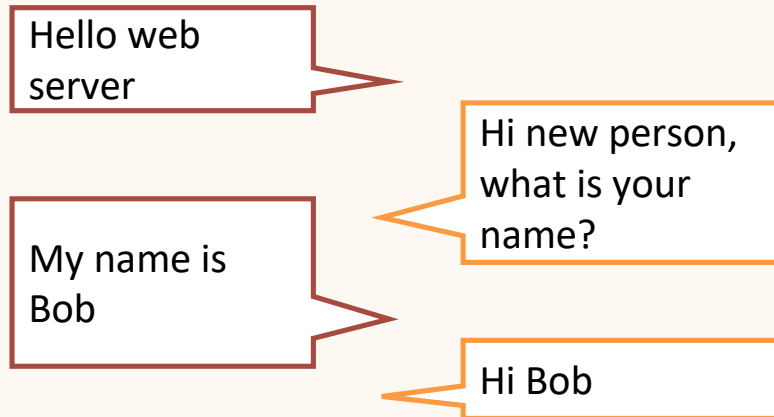 Hello web
server
Hi new person,
what is your
name?
My name is
Bob
Hi Bob